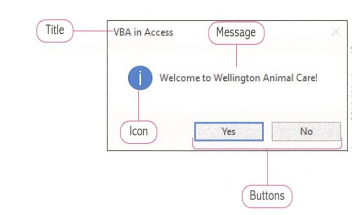 Title
VBA in Access
Message
i
Welcome to Wellington Animal Care!
Icon
Yes
No
Buttons